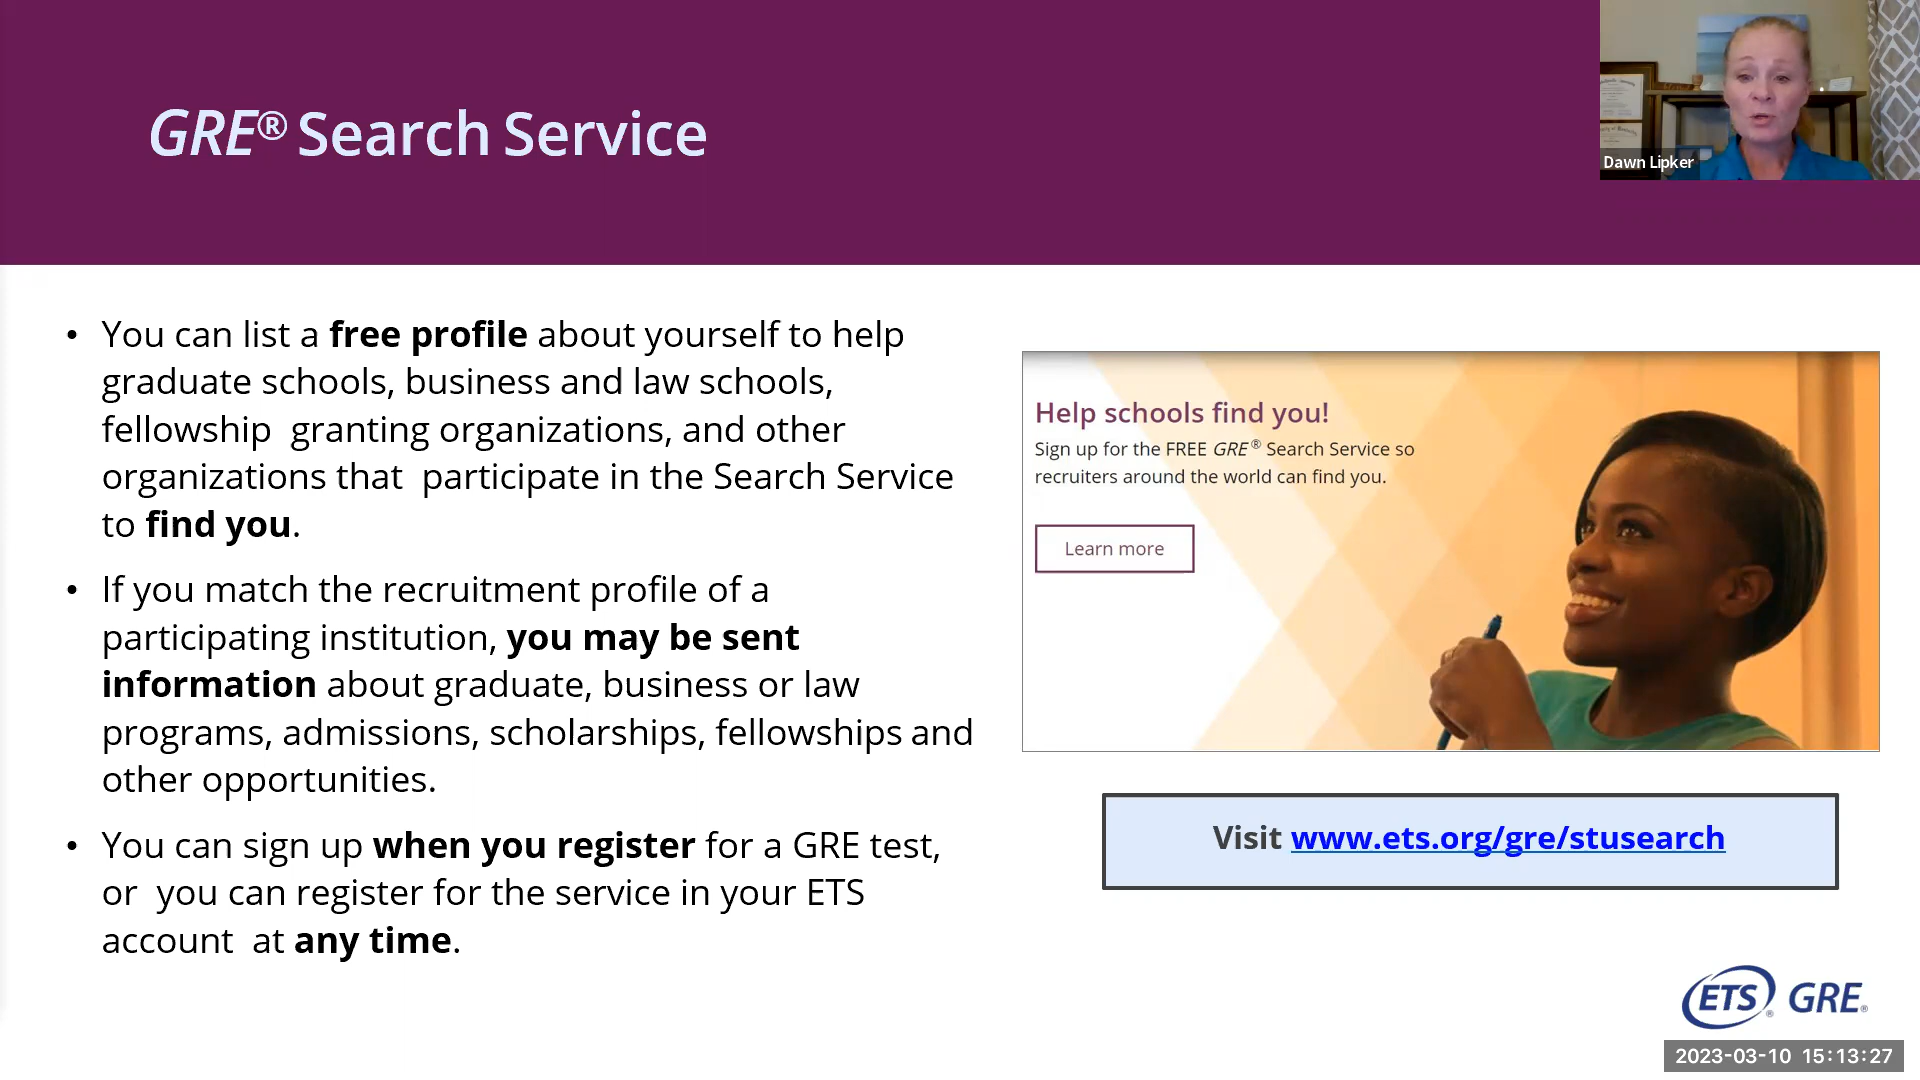 GRE® Search Service
Dawn Lipker
• You can list a free profile about yourself to help
graduate schools, business and law schools,
fellowship granting organizations, and other
organizations that participate in the Search Service
to find you.
• If you match the recruitment profile of a
participating institution, you may be sent
information about graduate, business or law
programs, admissions, scholarships, fellowships and
other opportunities.
• You can sign up when you register for a GRE test,
or you can register for the service in your ETS
account at any time.
Help schools find you!
Sign up for the FREE GRE® Search Service so
recruiters around the world can find you.
Learn more
Visit www.ets.org/gre/stusearch
ETS® GRE®
2023-03-10 15:13:27